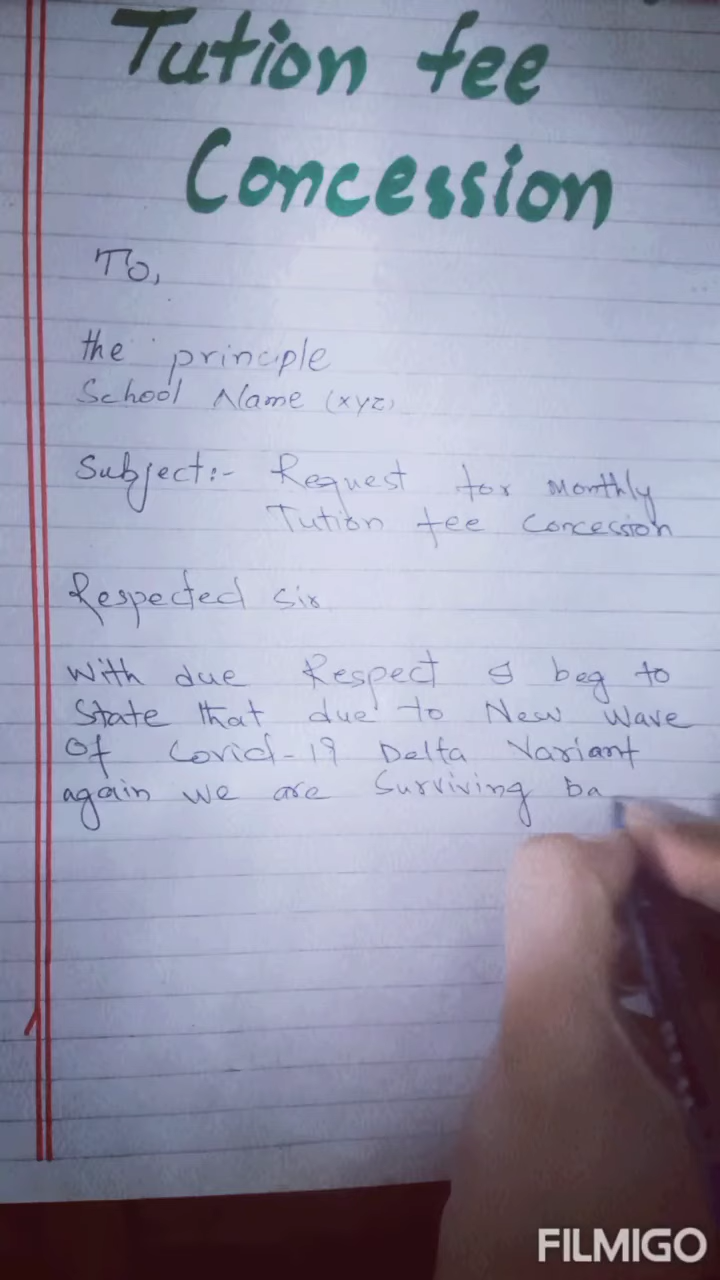 Tution fee
Concession
To,
the principle
School Name (xyz)
Subject:- Request for Monthly
Tution fee Concession
Respected Sir
With due Respect I beg to
State that due to New Wave
Of Covid-19 Delta Variant
again we are Surviving ba
FILMIGO